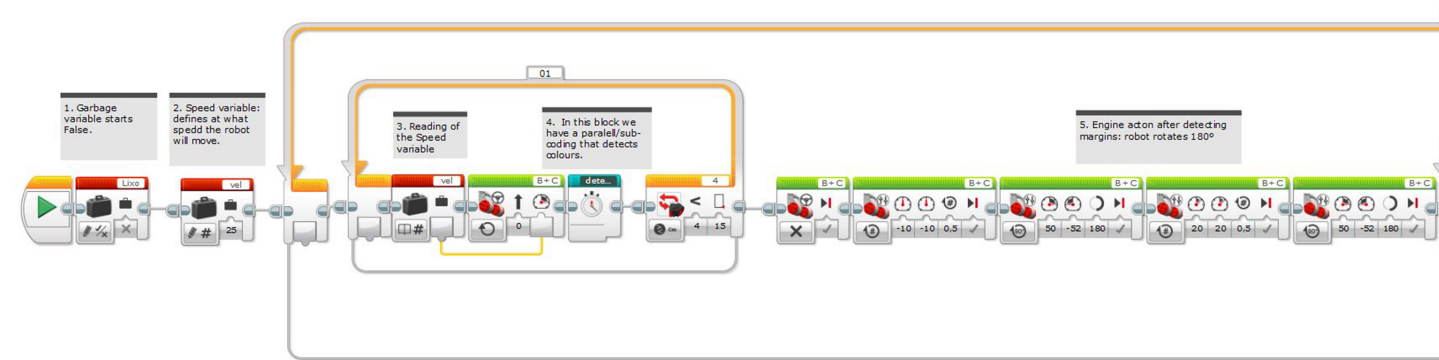 01
1. Garbage
variable starts
False.
2. Speed variable:
defines at what
spedd the robot
will move.
3. Reading of
the Speed
variable
4. In this block we
have a paralell/sub-
coding that detects
colours.
5. Engine acton after detecting
margins: robot rotates 180º
Lixo
vel
vel
B+C
dete...
4
B+C
B+C
B+C
B+C
B+C
#
25
#
0
<
4
15
#
-10
-10
0.5
50
-52
180
#
20
20
0.5
50
-52
180